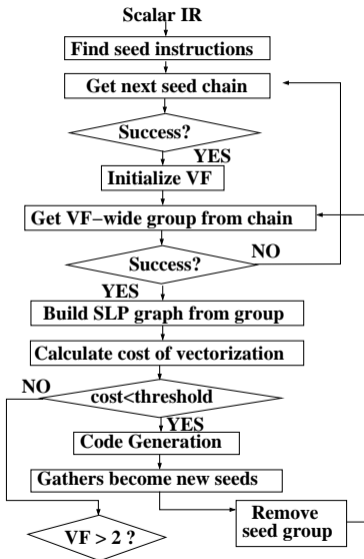 Scalar IR
Find seed instructions
Get next seed chain
Success?
YES
Initialize VF
Get VF−wide group from chain
Success?
NO
YES
Build SLP graph from group
Calculate cost of vectorization
NO
cost<threshold
YES
Code Generation
Gathers become new seeds
Remove
seed group
VF > 2 ?